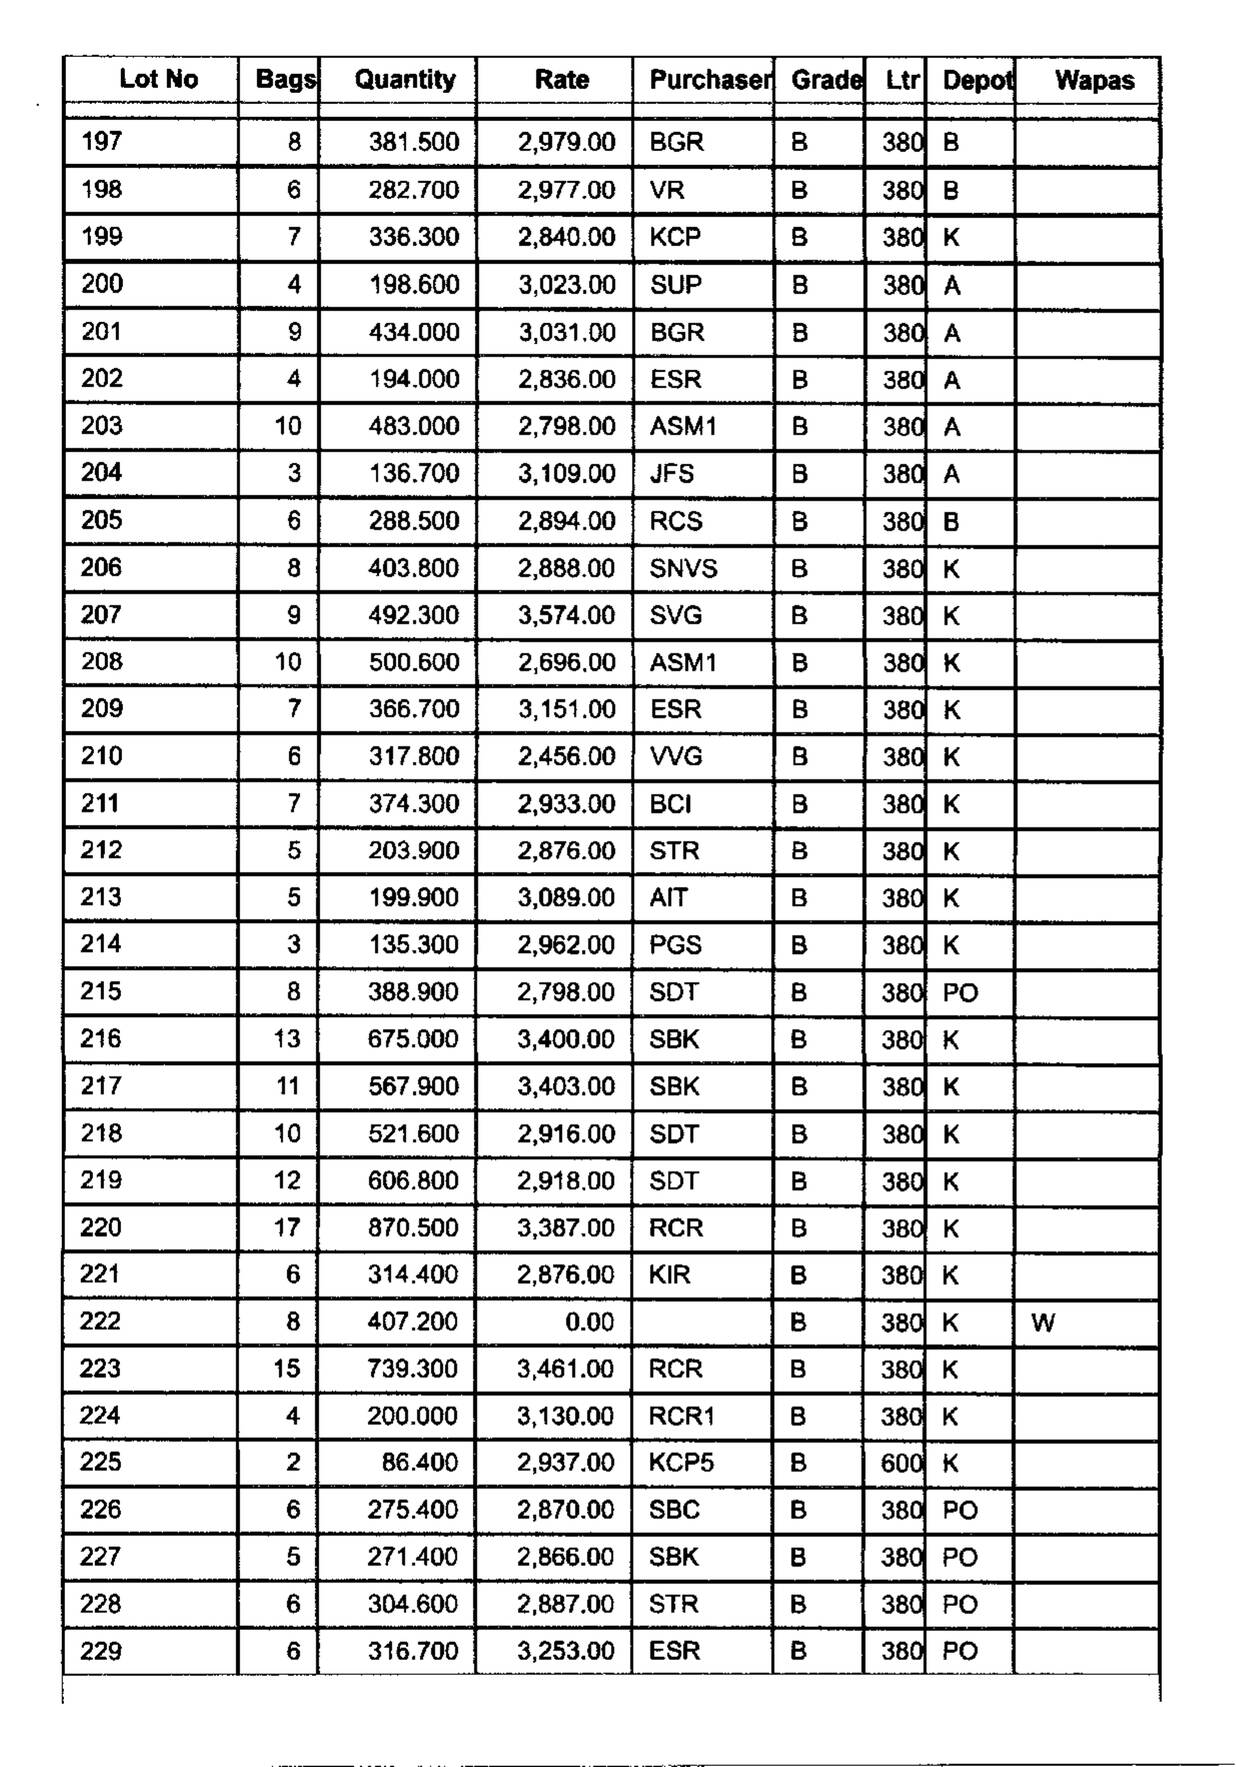 Lot No Bags Quantity Rate Purchaser Grade Ltr Depot Wapas
197 8 381.500 2,979.00 BGR B 380 B
198 6 282.700 2,977.00 VR B 380 B
199 7 336.300 2,840.00 KCP B 380 K
200 4 198.600 3,023.00 SUP B 380 A
201 9 434.000 3,031.00 BGR B 380 A
202 4 194.000 2,836.00 ESR B 380 A
203 10 483.000 2,798.00 ASM1 B 380 A
204 3 136.700 3,109.00 JFS B 380 A
205 6 288.500 2,894.00 RCS B 380 B
206 8 403.800 2,888.00 SNVS B 380 K
207 9 492.300 3,574.00 SVG B 380 K
208 10 500.600 2,696.00 ASM1 B 380 K
209 7 366.700 3,151.00 ESR B 380 K
210 6 317.800 2,456.00 VVG B 380 K
211 7 374.300 2,933.00 BCI B 380 K
212 5 203.900 2,876.00 STR B 380 K
213 5 199.900 3,089.00 AIT B 380 K
214 3 135.300 2,962.00 PGS B 380 K
215 8 388.900 2,798.00 SDT B 380 PO
216 13 675.000 3,400.00 SBK B 380 K
217 11 567.900 3,403.00 SBK B 380 K
218 10 521.600 2,916.00 SDT B 380 K
219 12 606.800 2,918.00 SDT B 380 K
220 17 870.500 3,387.00 RCR B 380 K
221 6 314.400 2,876.00 KIR B 380 K
222 8 407.200 0.00 B 380 K W
223 15 739.300 3,461.00 RCR B 380 K
224 4 200.000 3,130.00 RCR1 B 380 K
225 2 86.400 2,937.00 KCP5 B 600 K
226 6 275.400 2,870.00 SBC B 380 PO
227 5 271.400 2,866.00 SBK B 380 PO
228 6 304.600 2,887.00 STR B 380 PO
229 6 316.700 3,253.00 ESR B 380 PO